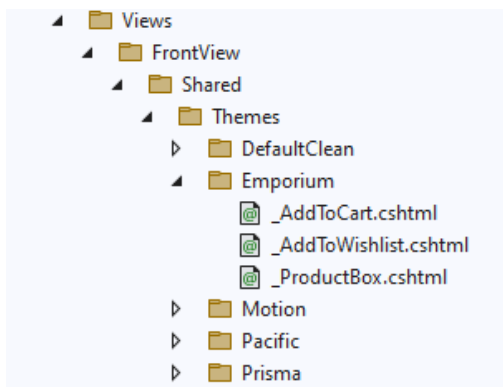 Views
FrontView
Shared
Themes
DefaultClean
Emporium
_AddToCart.cshtml
_AddToWishlist.cshtml
_ProductBox.cshtml
Motion
Pacific
Prisma